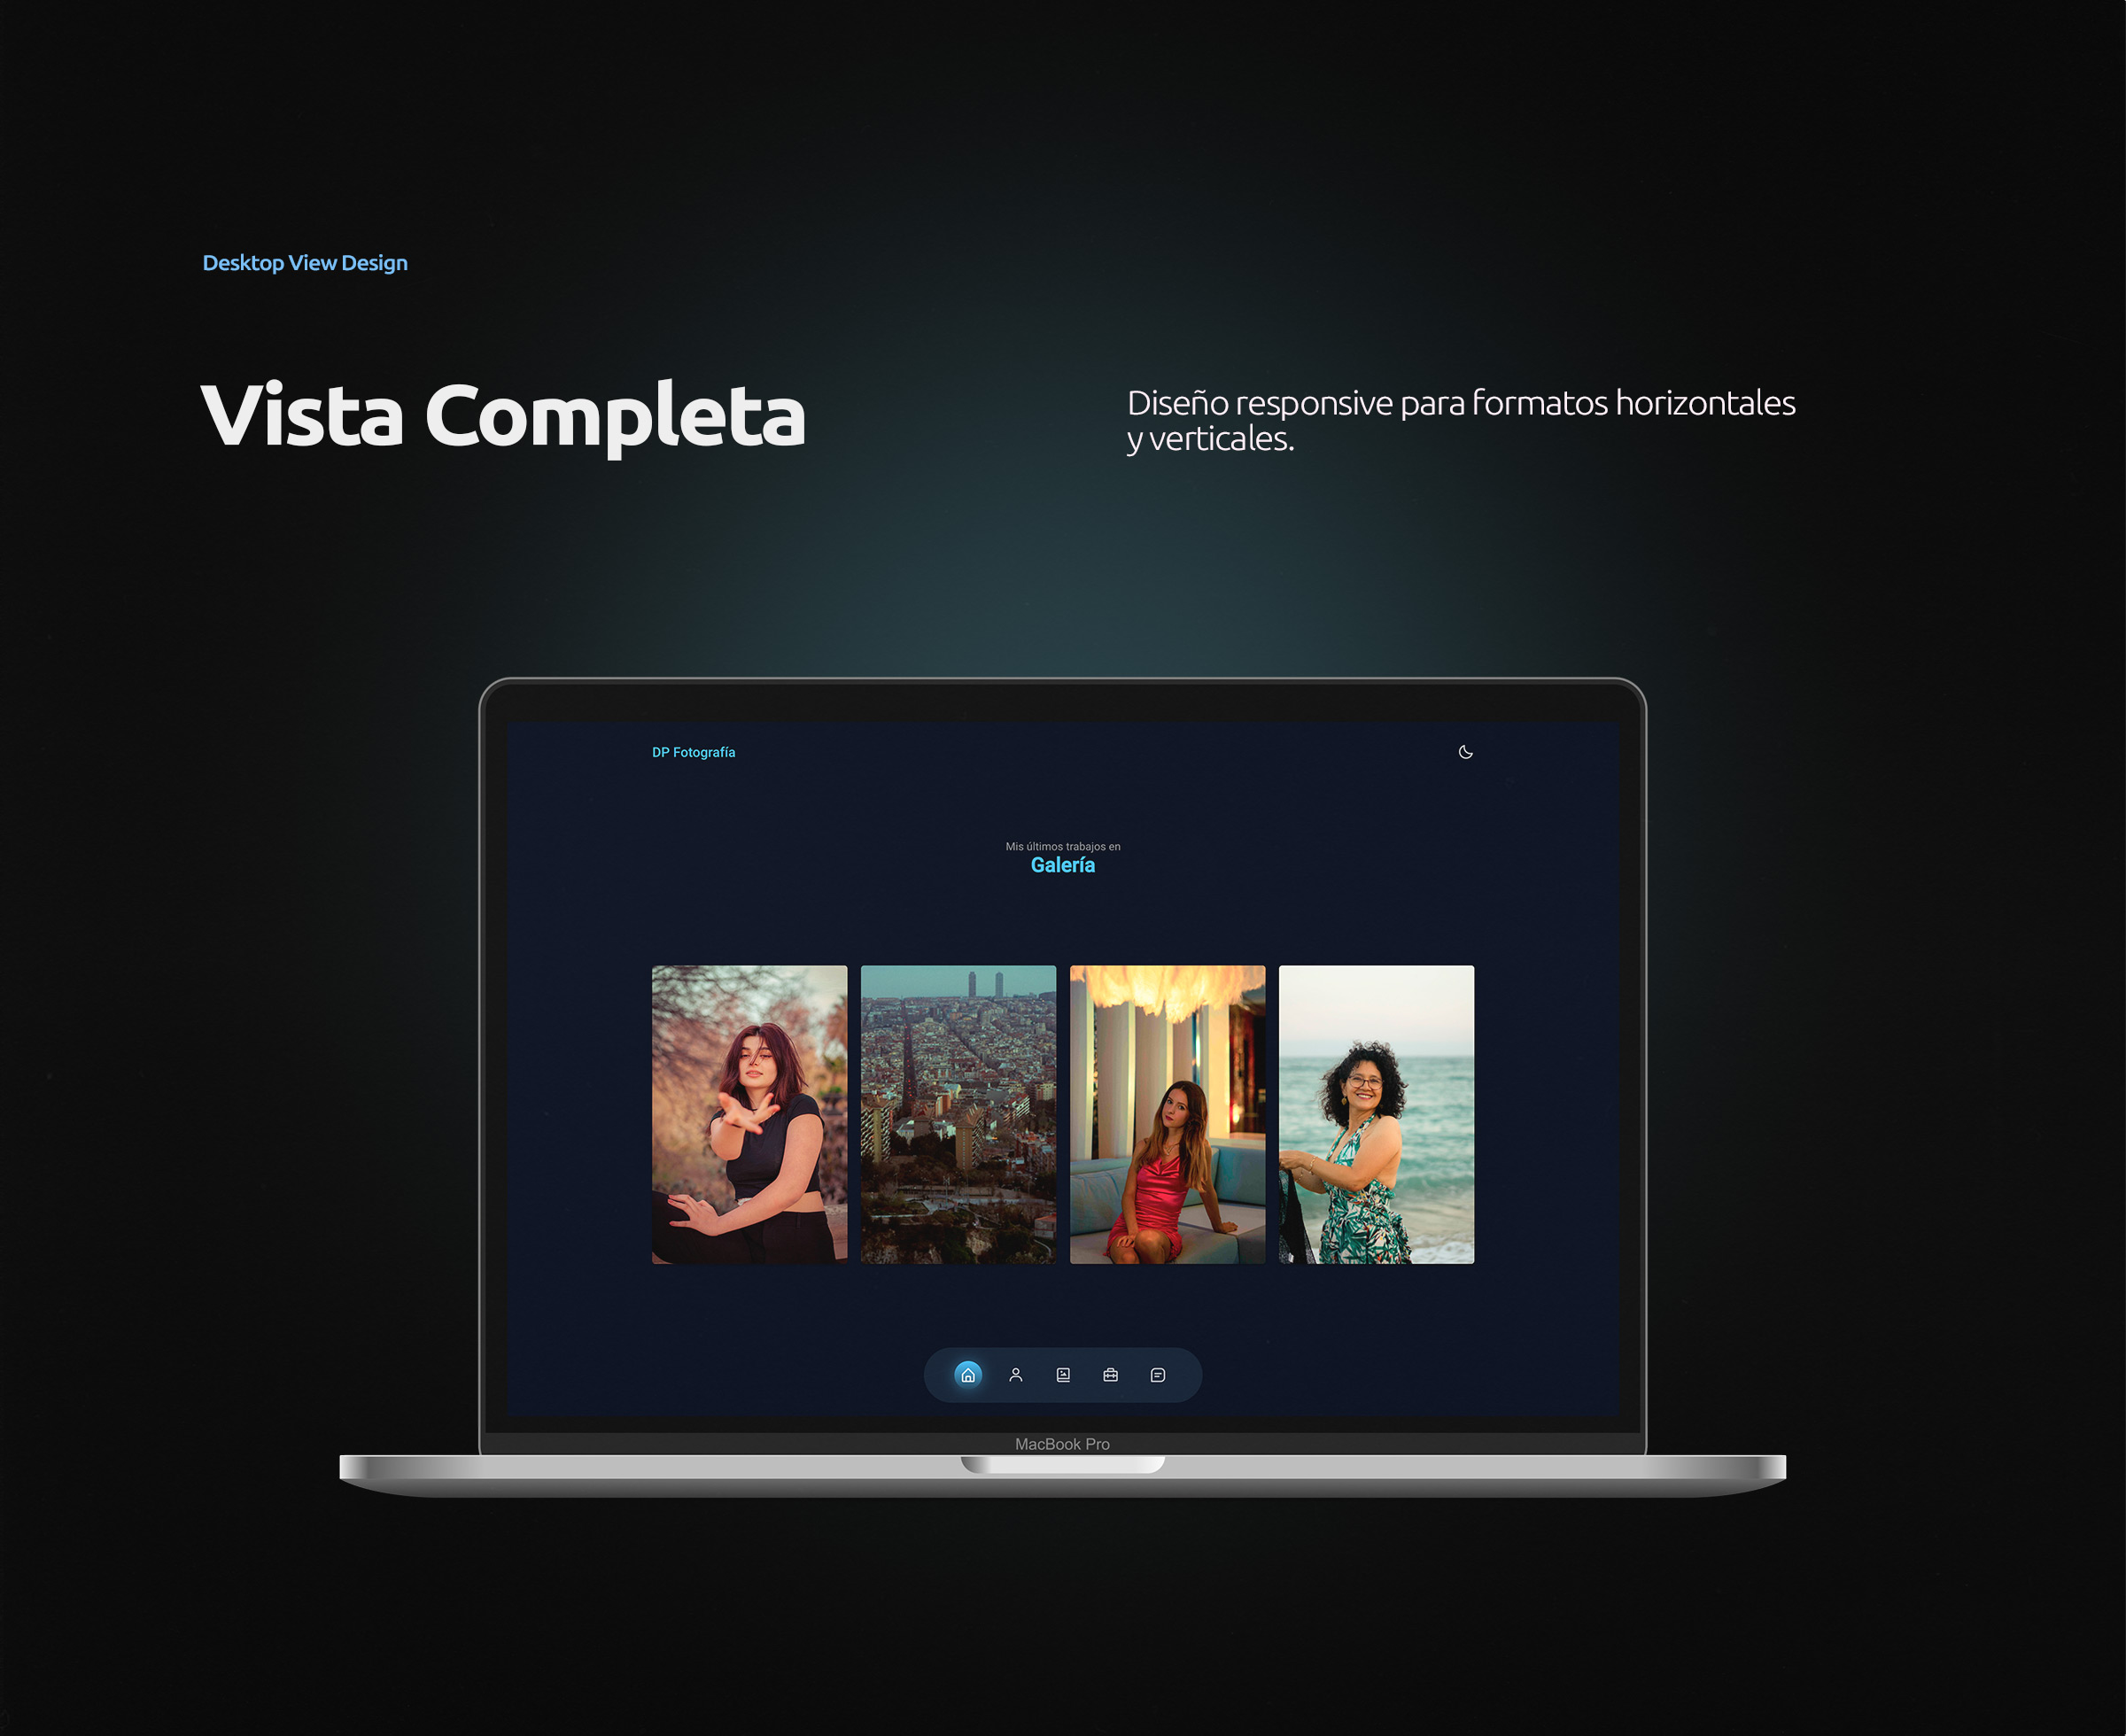 Desktop View Design
Vista Completa
Diseño responsive para formatos horizontales
y verticales.
DP Fotografía
Mis últimos trabajos en
Galería
MacBook Pro